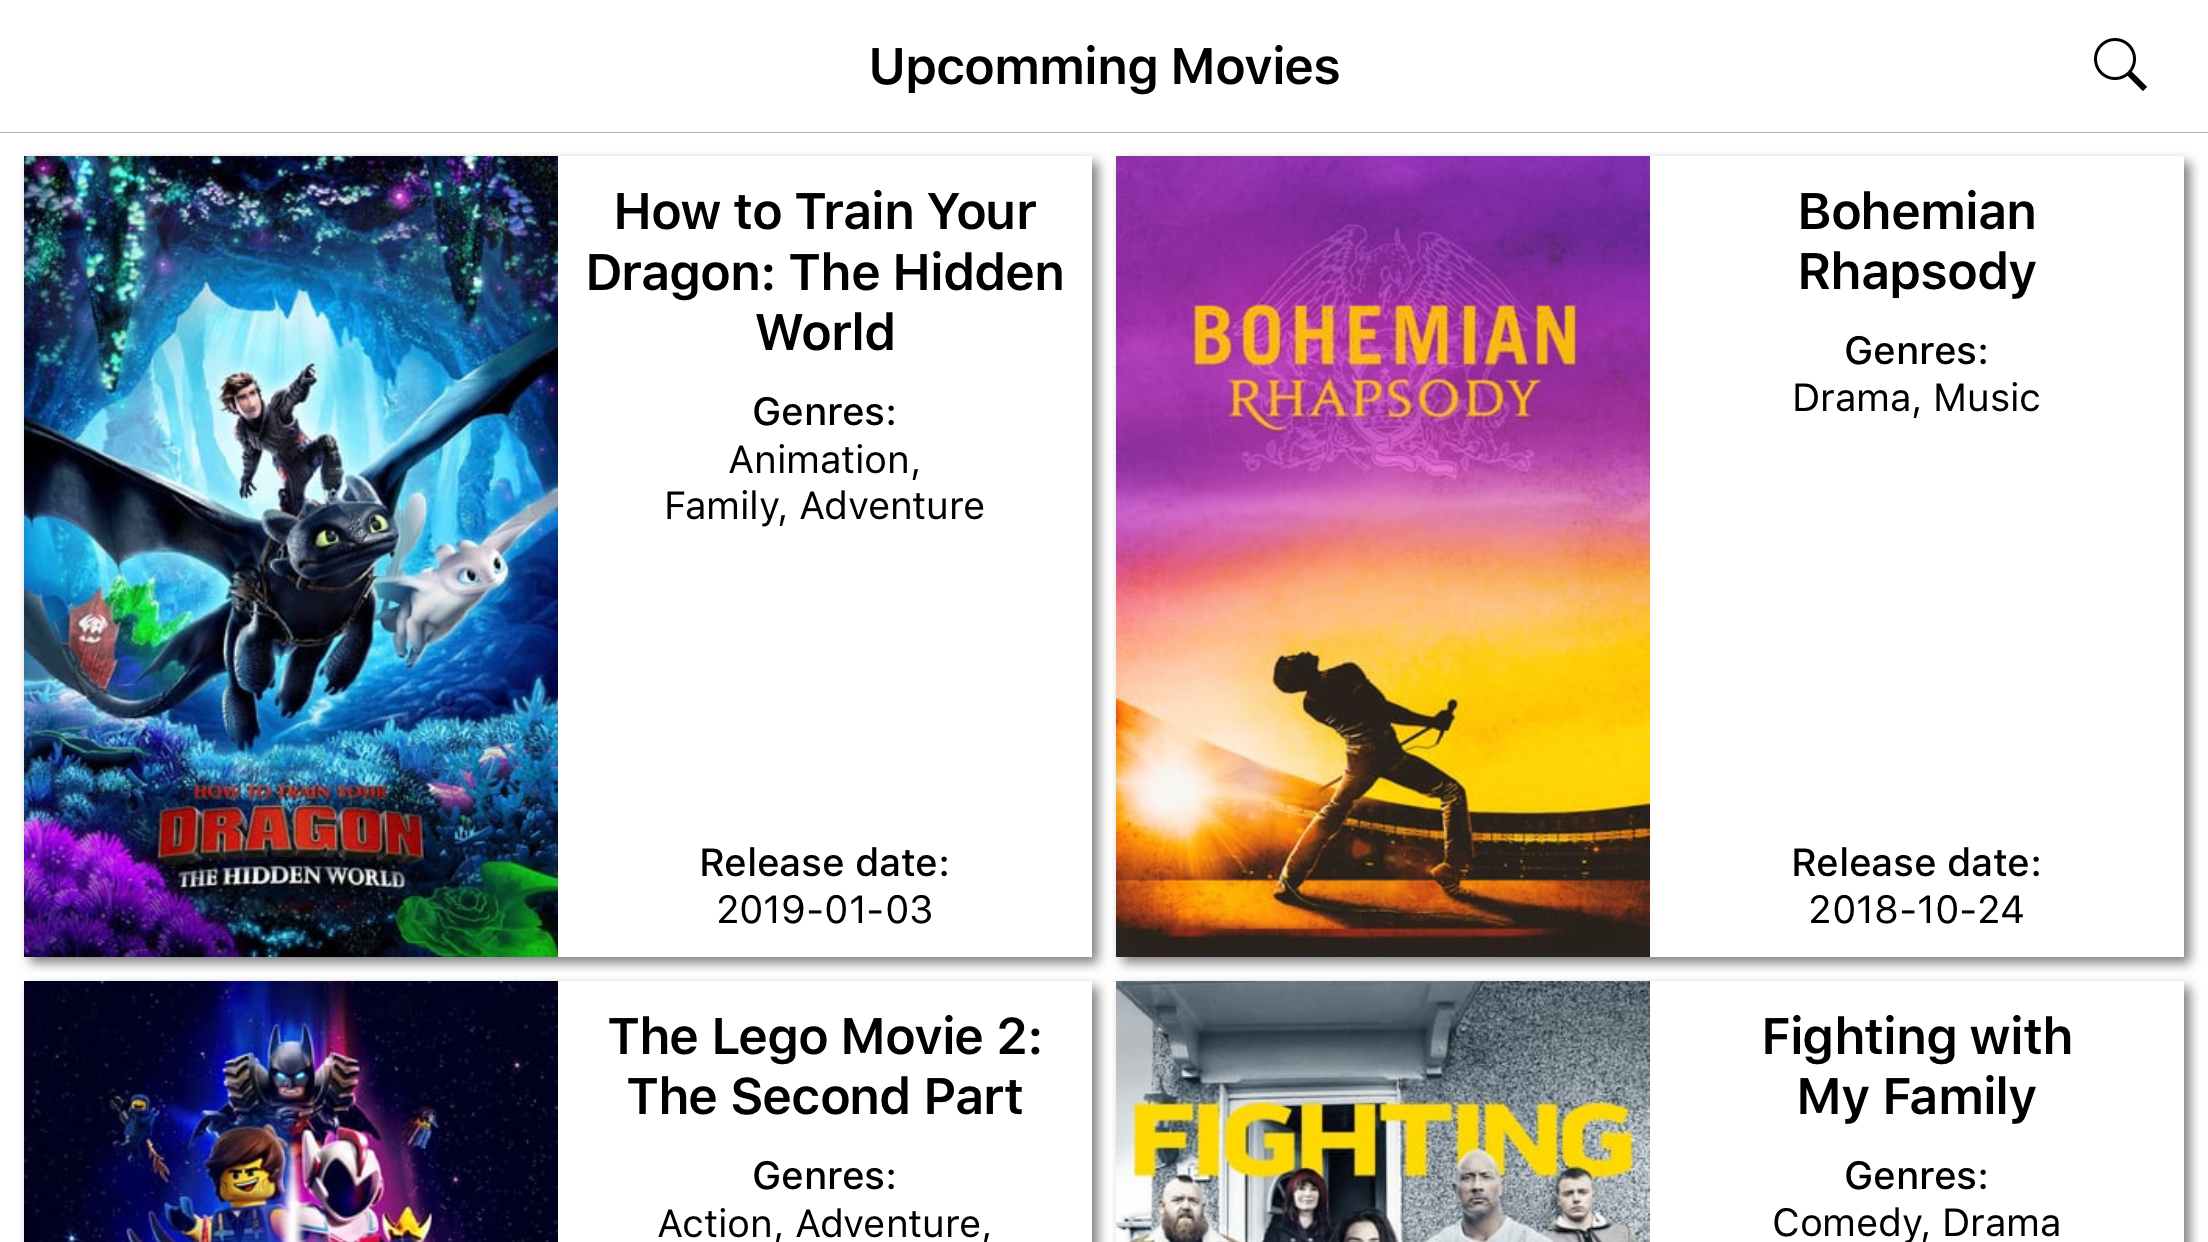 Upcomming Movies
How to Train Your
Dragon: The Hidden
World
Genres:
Animation,
Family, Adventure
Release date:
2019-01-03
HOW TO TRAIN YOUR
DRAGON
THE HIDDEN WORLD
Bohemian
Rhapsody
Genres:
Drama, Music
Release date:
2018-10-24
BOHEMIAN
RHAPSODY
The Lego Movie 2:
The Second Part
Genres:
Action, Adventure,
Fighting with
My Family
Genres:
Comedy, Drama
FIGHTING